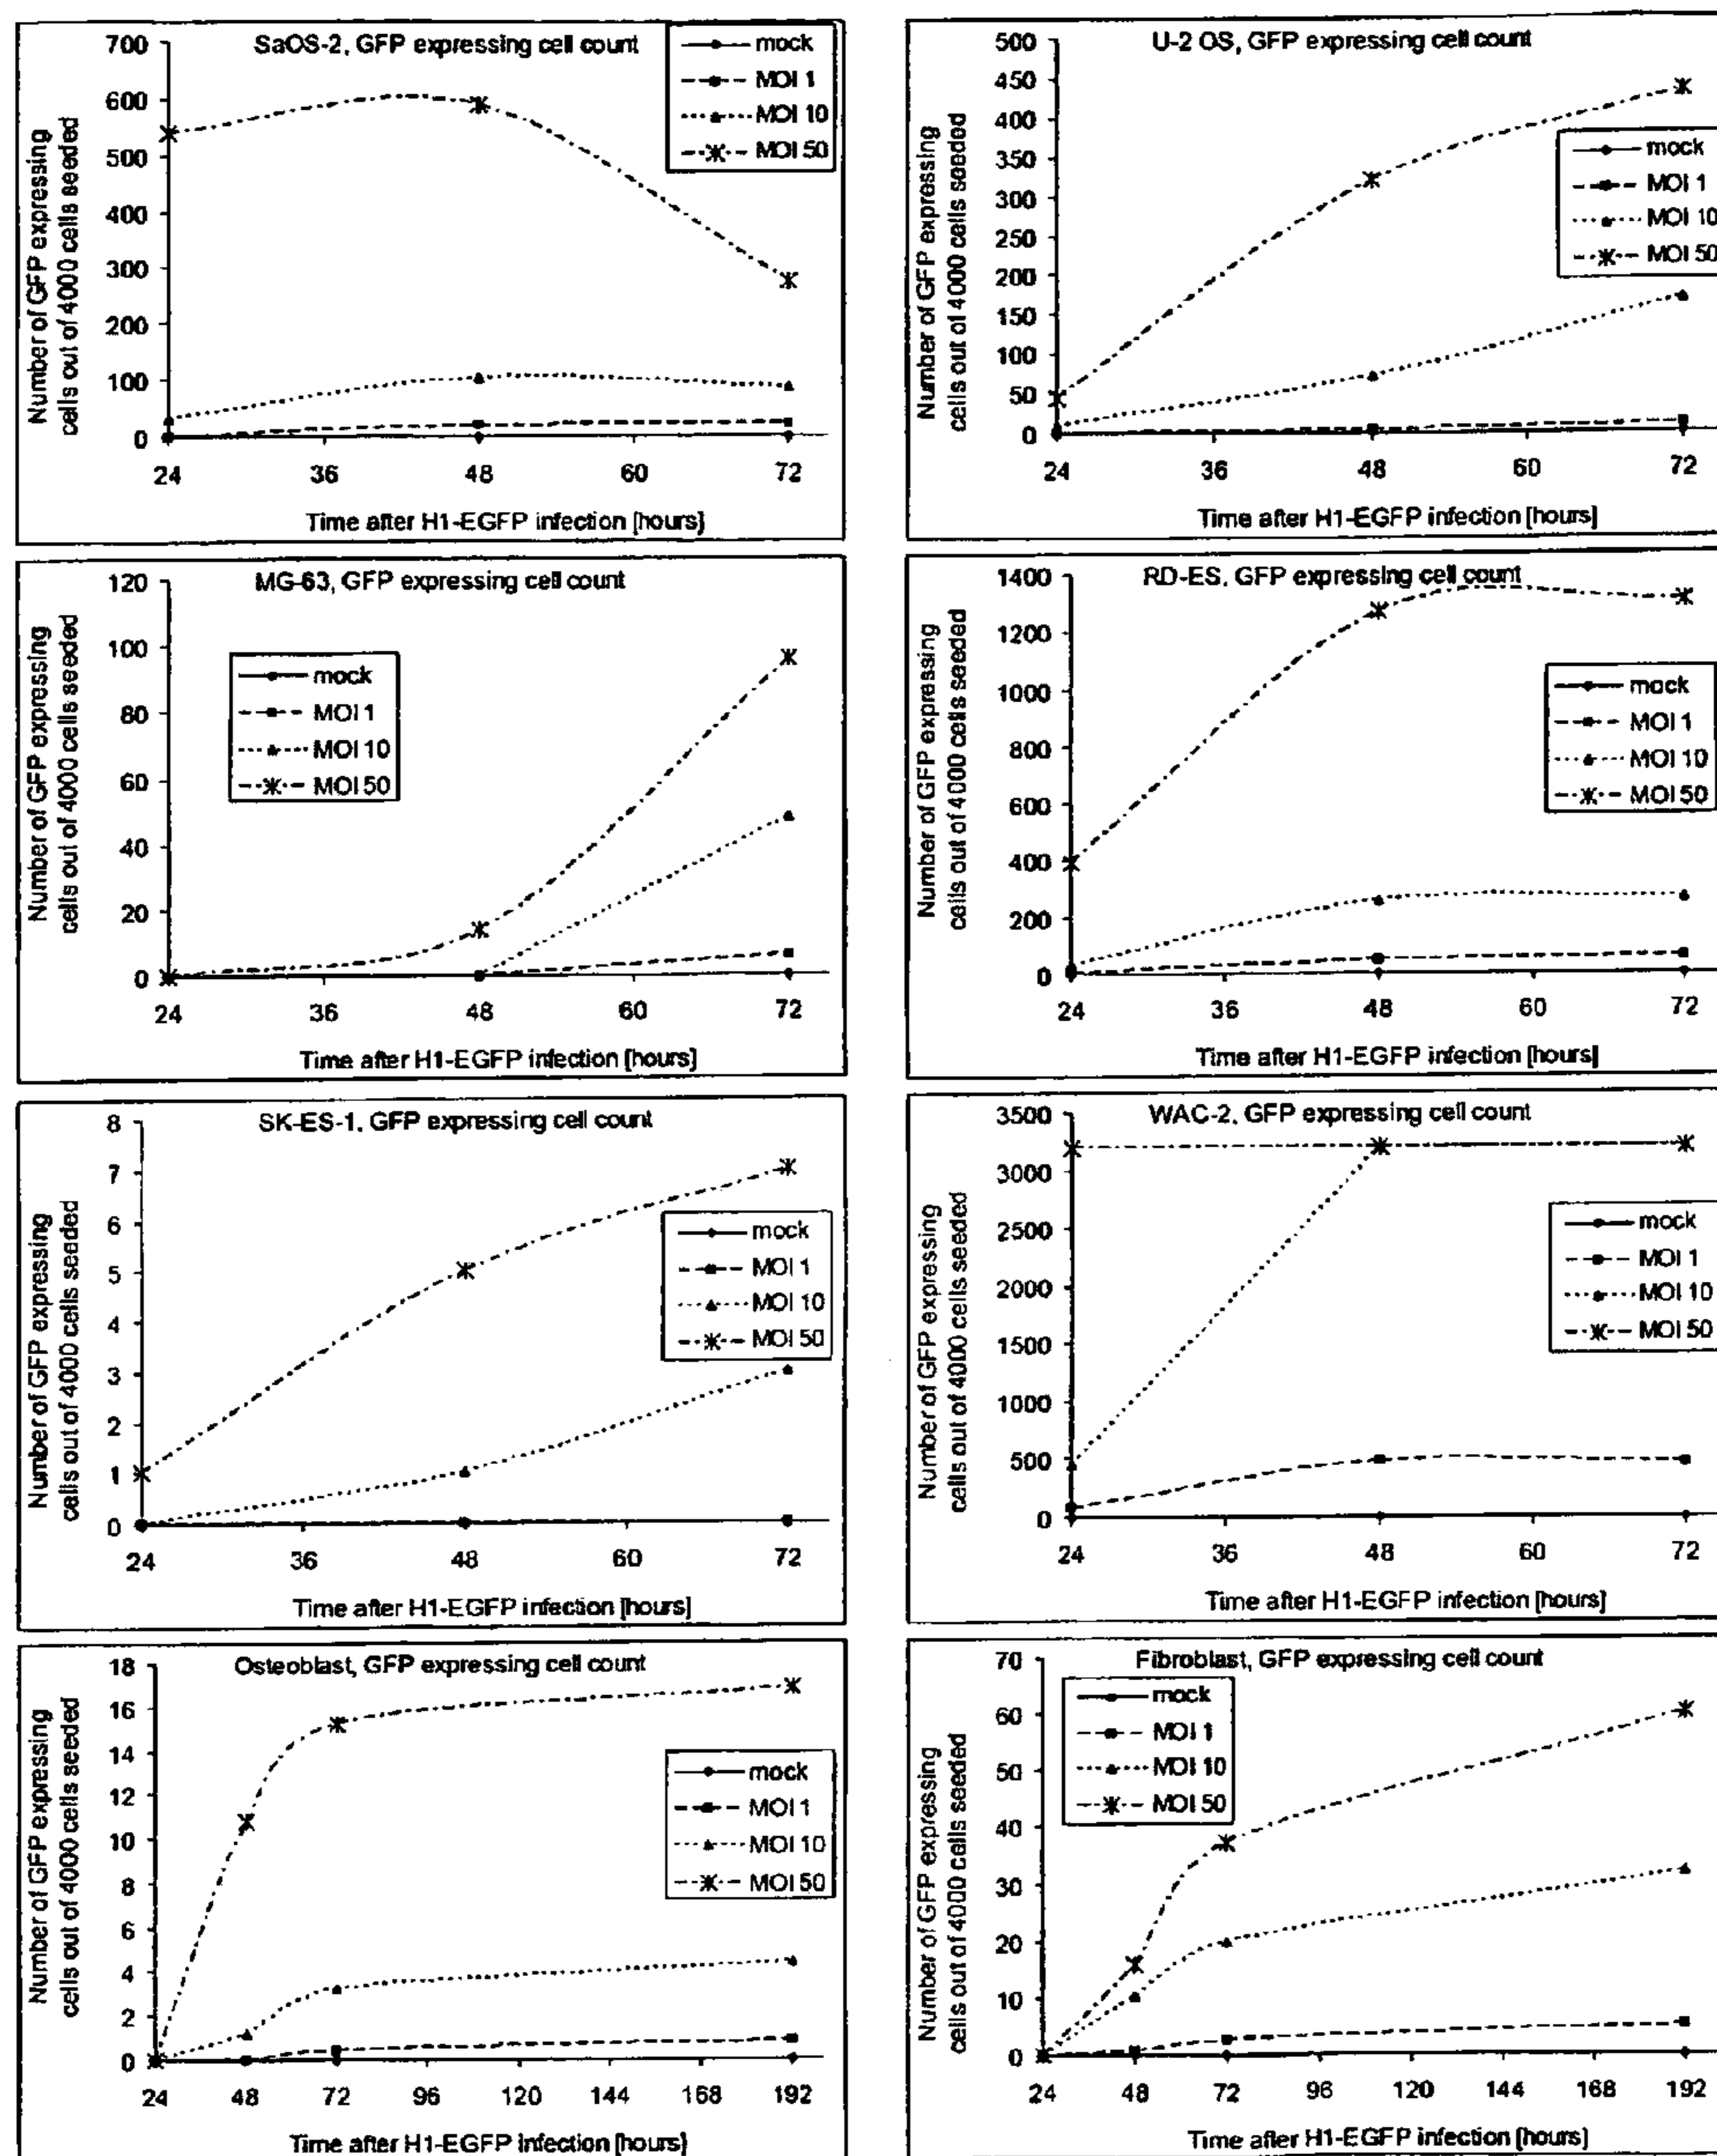 SaOS-2, GFP expressing cell count
Number of GFP expressing
cells out of 4000 cells seeded
700
600
500
400
300
200
100
0
24 36 48 60 72
Time after H1-EGFP infection [hours]
mock
MOI 1
MOI 10
MOI 50
U-2 OS, GFP expressing cell count
Number of GFP expressing
cells out of 4000 cells seeded
500
450
400
350
300
250
200
150
100
50
0
24 36 48 60 72
Time after H1-EGFP infection [hours]
mock
MOI 1
MOI 10
MOI 50
MG-63, GFP expressing cell count
Number of GFP expressing
cells out of 4000 cells seeded
120
100
80
60
40
20
0
24 36 48 60 72
Time after H1-EGFP infection [hours]
mock
MOI 1
MOI 10
MOI 50
RD-ES, GFP expressing cell count
Number of GFP expressing
cells out of 4000 cells seeded
1400
1200
1000
800
600
400
200
0
24 36 48 60 72
Time after H1-EGFP infection [hours]
mock
MOI 1
MOI 10
MOI 50
SK-ES-1, GFP expressing cell count
Number of GFP expressing
cells out of 4000 cells seeded
8
7
6
5
4
3
2
1
0
24 36 48 60 72
Time after H1-EGFP infection [hours]
mock
MOI 1
MOI 10
MOI 50
WAC-2, GFP expressing cell count
Number of GFP expressing
cells out of 4000 cells seeded
3500
3000
2500
2000
1500
1000
500
0
24 36 48 60 72
Time after H1-EGFP infection [hours]
mock
MOI 1
MOI 10
MOI 50
Osteoblast, GFP expressing cell count
Number of GFP expressing
cells out of 4000 cells seeded
18
16
14
12
10
8
6
4
2
0
24 48 72 96 120 144 168 192
Time after H1-EGFP infection [hours]
mock
MOI 1
MOI 10
MOI 50
Fibroblast, GFP expressing cell count
Number of GFP expressing
cells out of 4000 cells seeded
70
60
50
40
30
20
10
0
24 48 72 96 120 144 168 192
Time after H1-EGFP infection [hours]
mock
MOI 1
MOI 10
MOI 50